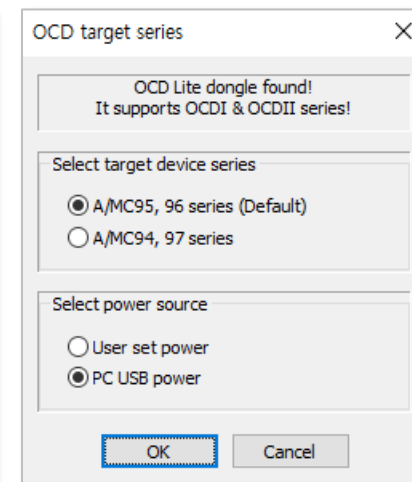 OCD target series
OCD Lite dongle found!
It supports OCDI & OCDII series!
Select target device series
A/MC95, 96 series (Default)
A/MC94, 97 series
Select power source
User set power
PC USB power
OK Cancel